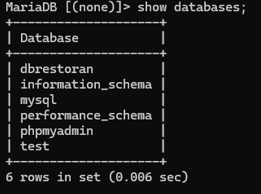 MariaDB [(none)]> show databases;
+--------------------+
| Database           |
+--------------------+
| dbrestoran         |
| information_schema |
| mysql              |
| performance_schema |
| phpmyadmin         |
| test               |
+--------------------+
6 rows in set (0.006 sec)